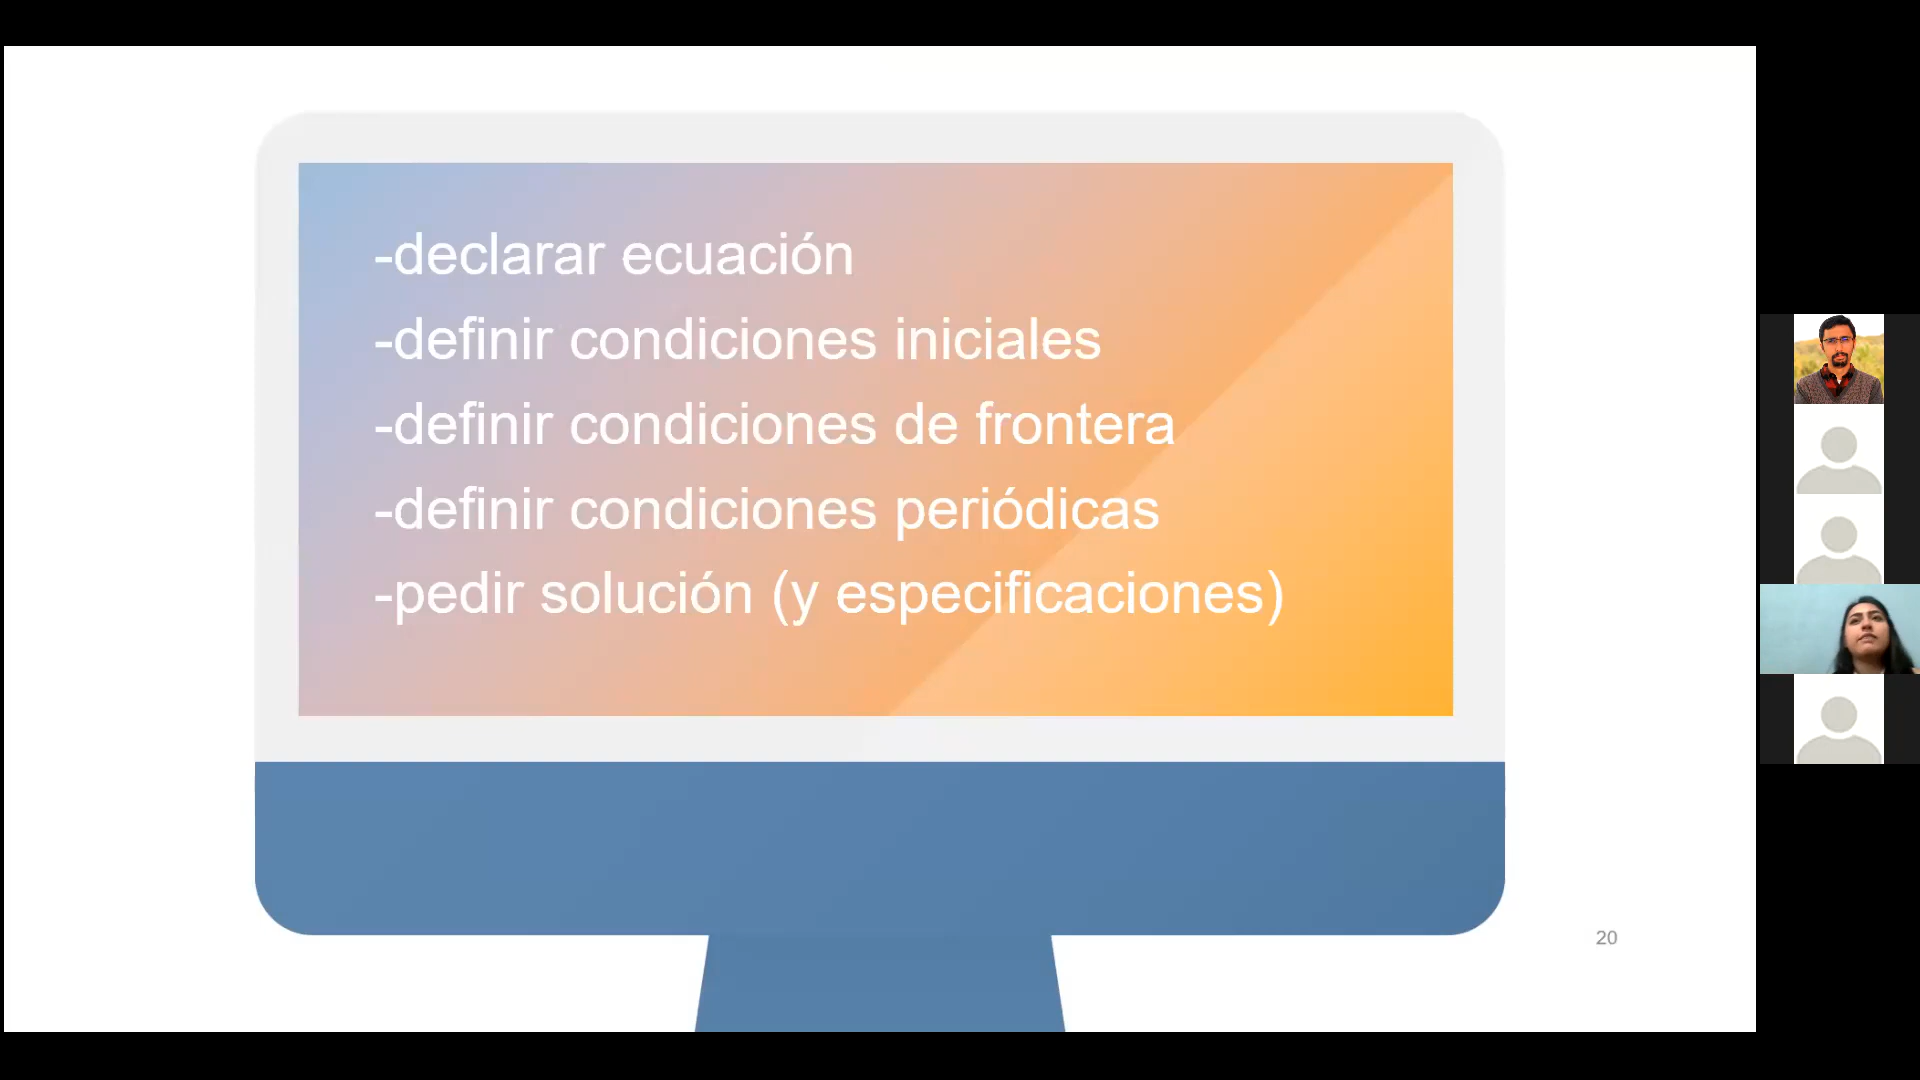 -declarar ecuación
-definir condiciones iniciales
-definir condiciones de frontera
-definir condiciones periódicas
-pedir solución (y especificaciones)
20